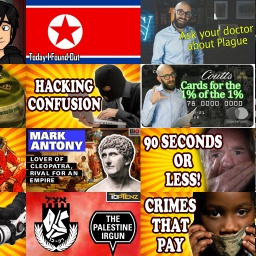 TodayIFoundOut
Ask your doctor
about Plague
HACKING
CONFUSION
Coutts
Cards for the
1% of the 1%
MARK
ANTONY
LOVER OF
CLEOPATRA,
RIVAL FOR AN
EMPIRE
90 SECONDS
OR
LESS!
TOPTENZ
אצל
THE
PALESTINE
IRGUN
CRIMES
THAT
PAY